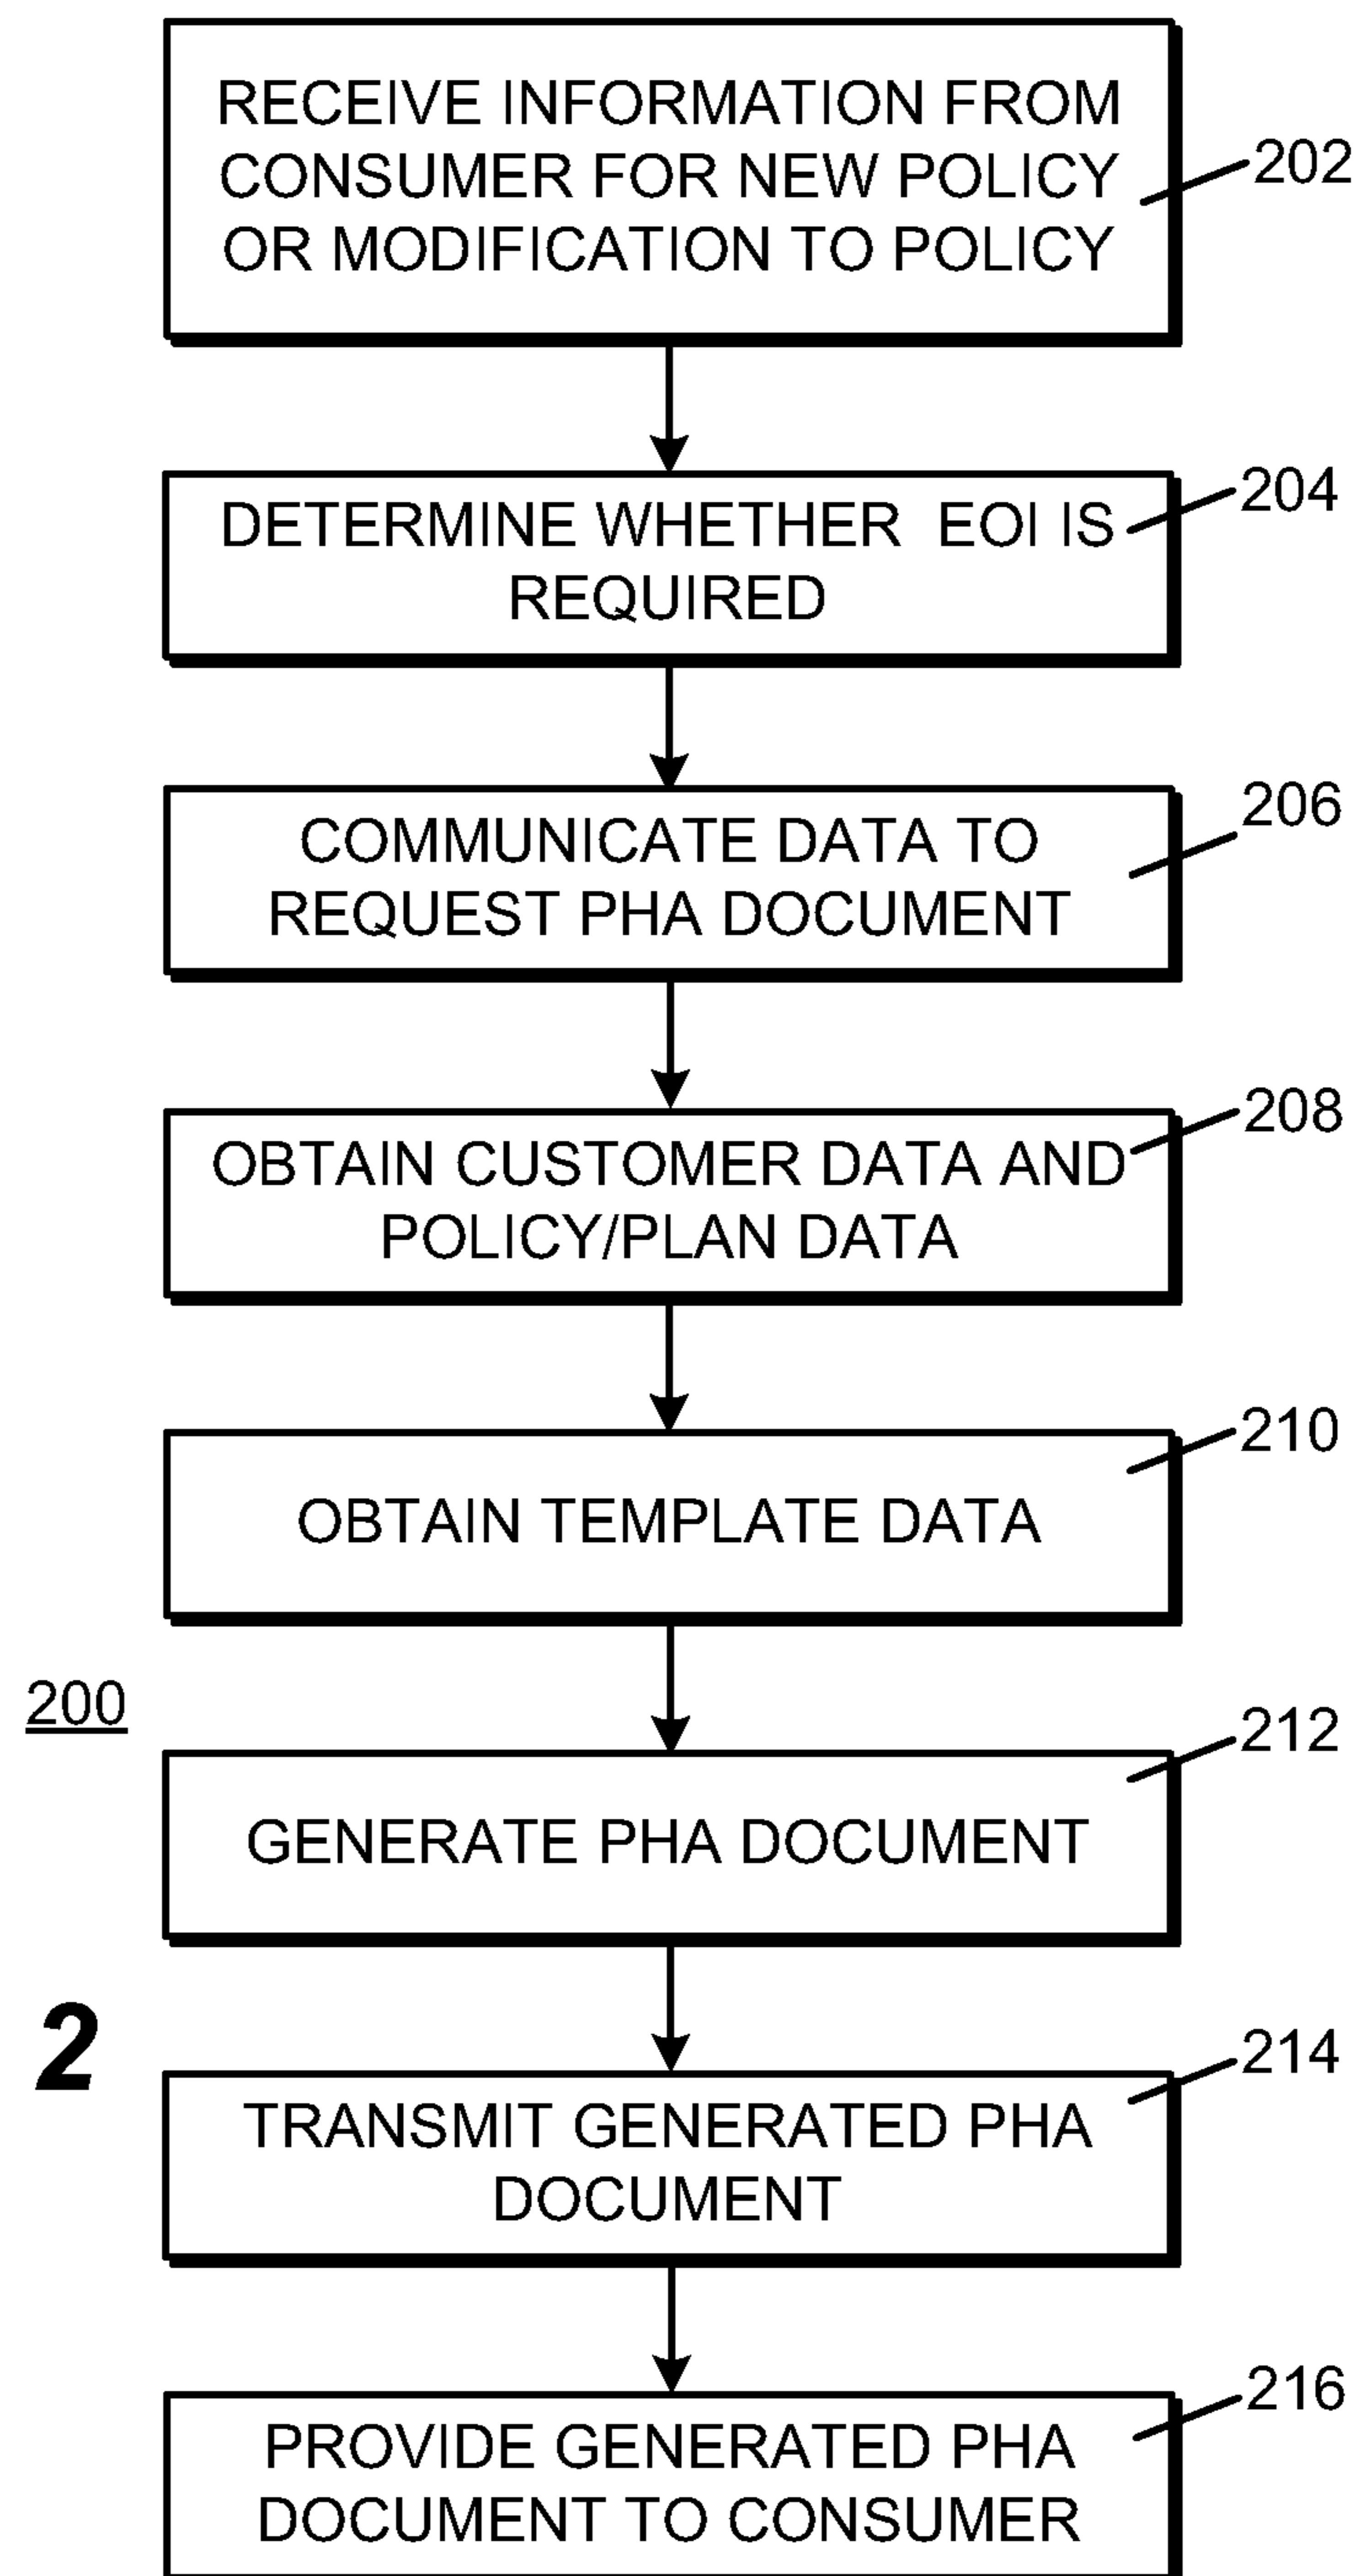 RECEIVE INFORMATION FROM
CONSUMER FOR NEW POLICY
OR MODIFICATION TO POLICY
202
DETERMINE WHETHER EOI IS
REQUIRED
204
COMMUNICATE DATA TO
REQUEST PHA DOCUMENT
206
OBTAIN CUSTOMER DATA AND
POLICY/PLAN DATA
208
OBTAIN TEMPLATE DATA
210
200
GENERATE PHA DOCUMENT
212
2
TRANSMIT GENERATED PHA
DOCUMENT
214
PROVIDE GENERATED PHA
DOCUMENT TO CONSUMER
216